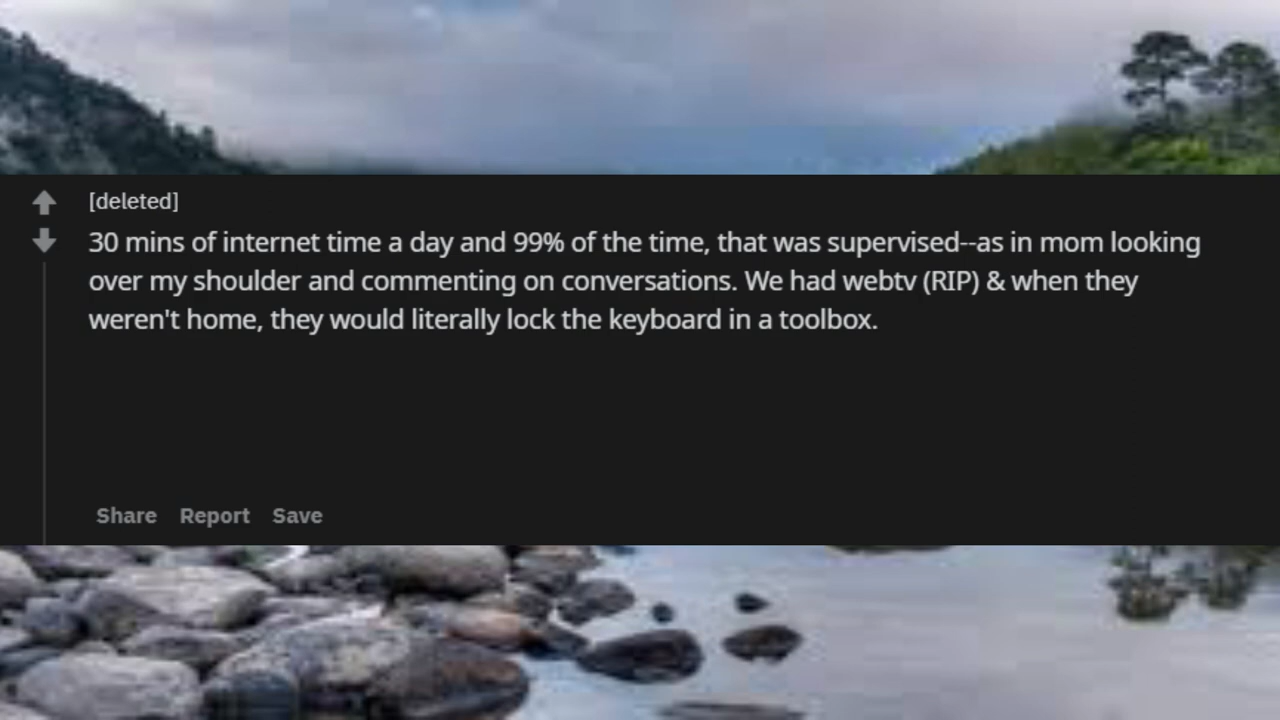 [deleted]
30 mins of internet time a day and 99% of the time, that was supervised--as in mom looking
over my shoulder and commenting on conversations. We had webtv (RIP) & when they
weren't home, they would literally lock the keyboard in a toolbox.
Share Report Save